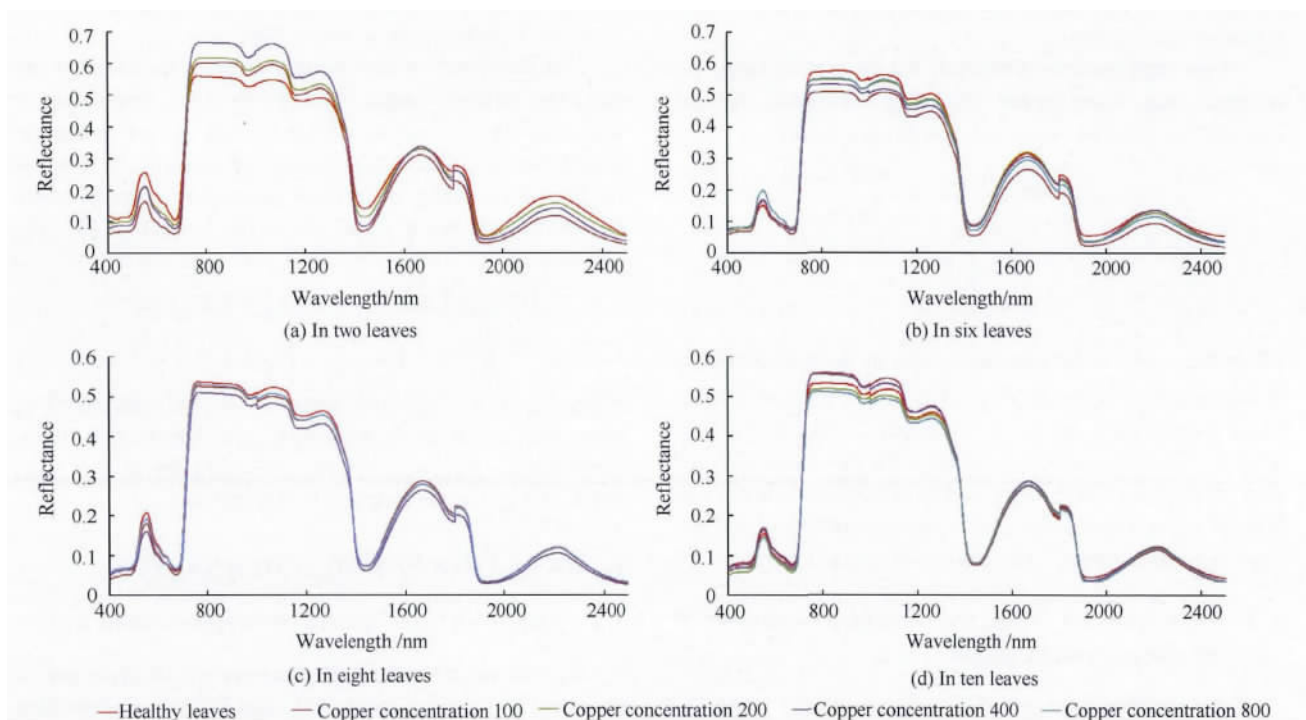 0.7
0.6
0.5
0.4
0.3
0.2
0.1
0
Reflectance
400 800 1200 1600 2000 2400
Wavelength/nm
(a) In two leaves
0.7
0.6
0.5
0.4
0.3
0.2
0.1
0
Reflectance
400 800 1200 1600 2000 2400
Wavelength/nm
(b) In six leaves
0.6
0.5
0.4
0.3
0.2
0.1
0
Reflectance
400 800 1200 1600 2000 2400
Wavelength /nm
(c) In eight leaves
0.6
0.5
0.4
0.3
0.2
0.1
0
Reflectance
400 800 1200 1600 2000 2400
Wavelength /nm
(d) In ten leaves
Healthy leaves Copper concentration 100 Copper concentration 200 Copper concentration 400 Copper concentration 800